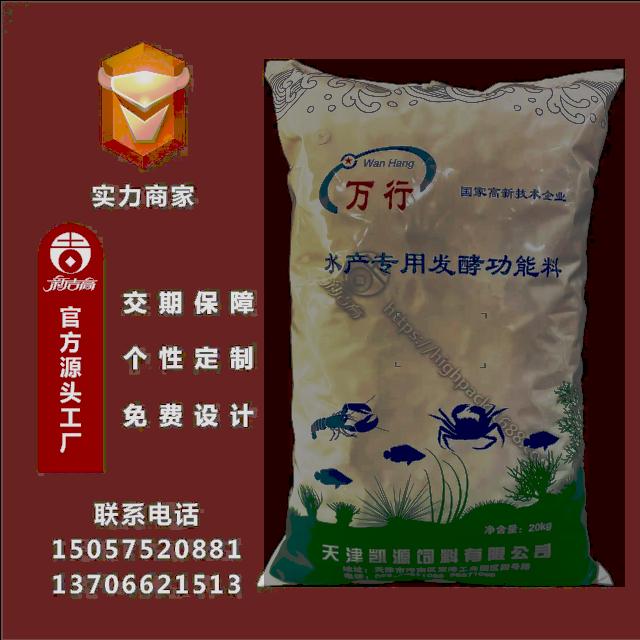 实力商家
官方源头工厂
交期保障
个性定制
免费设计
联系电话
15057520881
13706621513
Wan Hang
万行
国家高新技术企业
水产专用发酵功能料
净含量：20kg
天津凯源饲料有限公司